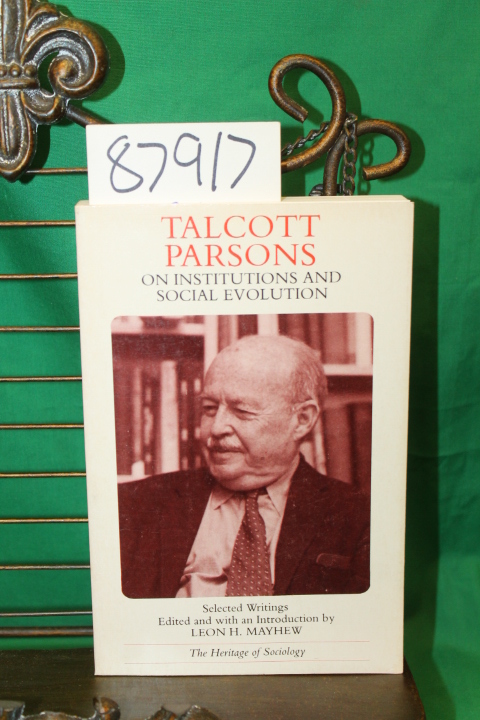 87917
TALCOTT
PARSONS
ON INSTITUTIONS AND
SOCIAL EVOLUTION
Selected Writings
Edited and with an Introduction by
LEON H. MAYHEW
The Heritage of Sociology